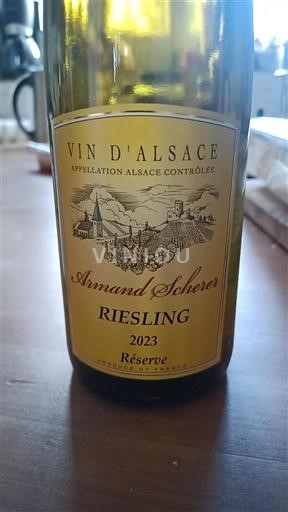 VIN D'ALSACE
APPELLATION ALSACE CONTRÔLÉE
VINIOU
Armand Scherer
RIESLING
2023
Réserve
PRODUCE OF FRANCE